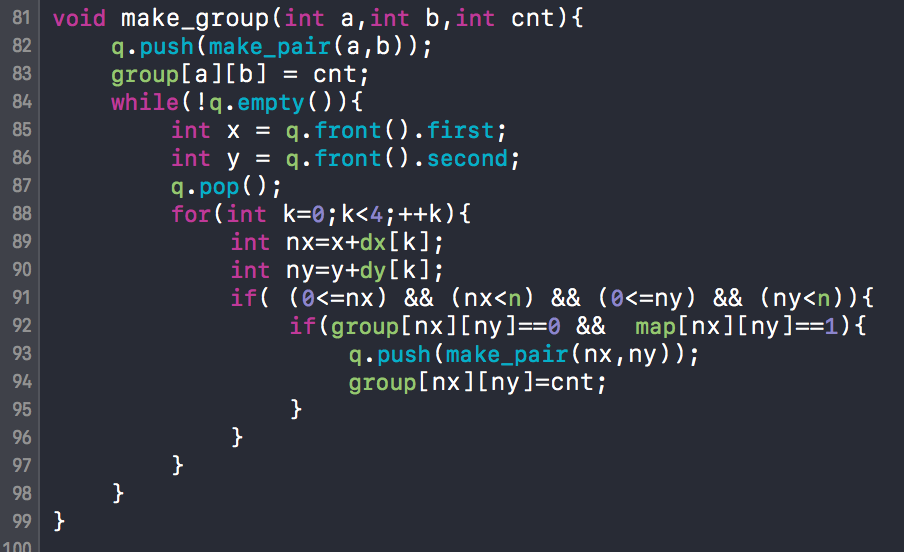 81 void make_group(int a,int b,int cnt){
82     q.push(make_pair(a,b));
83     group[a][b] = cnt;
84     while(!q.empty()){
85         int x = q.front().first;
86         int y = q.front().second;
87         q.pop();
88         for(int k=0;k<4;++k){
89             int nx=x+dx[k];
90             int ny=y+dy[k];
91             if( (0<=nx) && (nx<n) && (0<=ny) && (ny<n)){
92                 if(group[nx][ny]==0 &&  map[nx][ny]==1){
93                     q.push(make_pair(nx,ny));
94                     group[nx][ny]=cnt;
95                 }
96             }
97         }
98     }
99 }
100